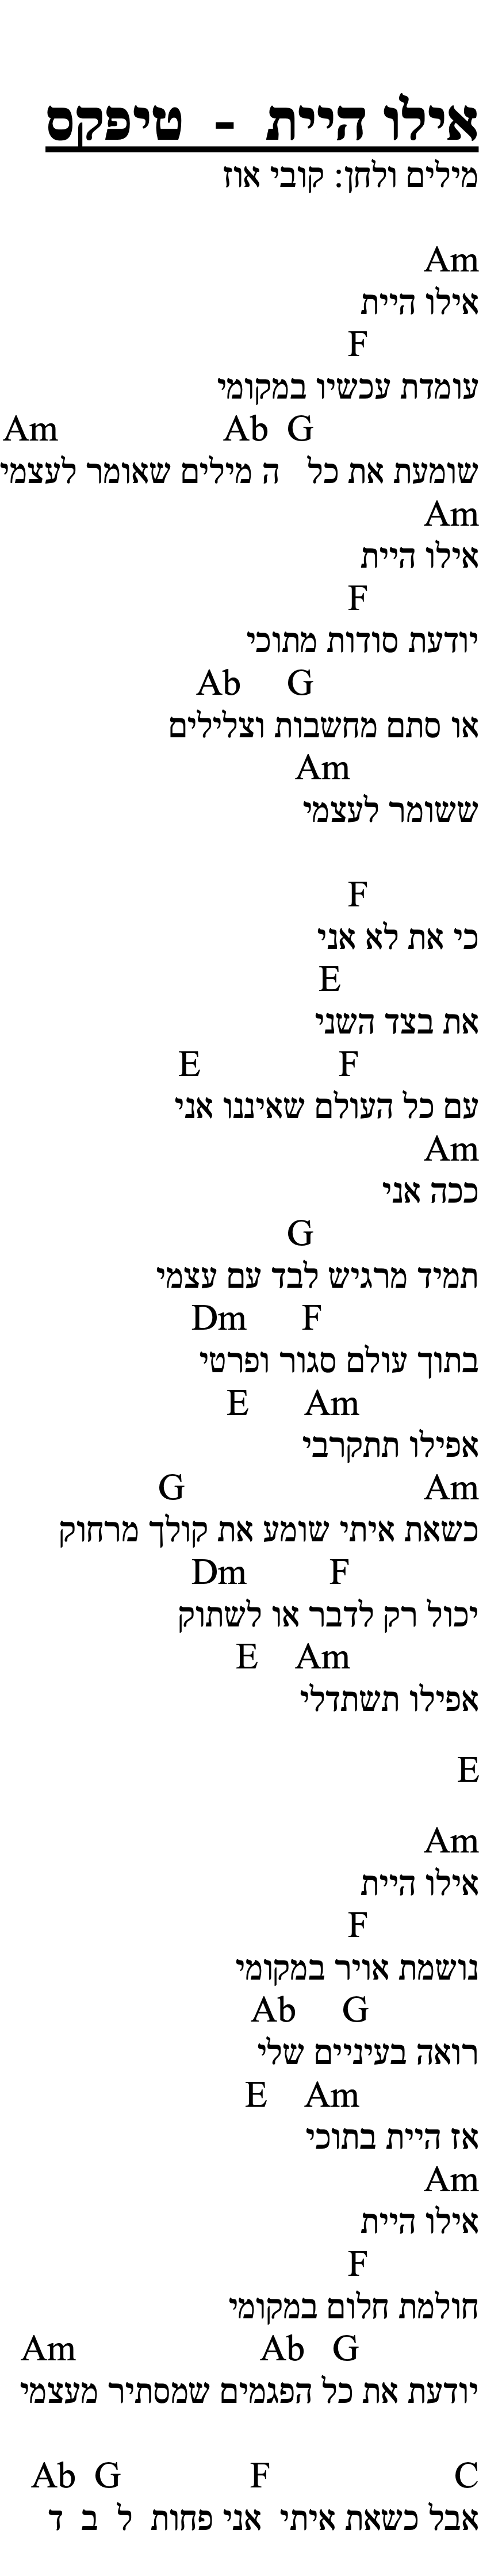 אילו היית - טיפקס
מילים ולחן: קובי אוז
Am
אילו היית
F
עומדת עכשיו במקומי
G Ab Am
שומעת את כל ה מילים שאומר לעצמי
Am
אילו היית
F
יודעת סודות מתוכי
G Ab
או סתם מחשבות וצלילים
Am
ששומר לעצמי
F
כי את לא אני
E
את בצד השני
F E
עם כל העולם שאיננו אני
Am
ככה אני
G
תמיד מרגיש לבד עם עצמי
F Dm
בתוך עולם סגור ופרטי
Am E
אפילו תתקרבי
Am G
כשאת איתי שומע את קולך מרחוק
F Dm
יכול רק לדבר או לשתוק
Am E
אפילו תשתדלי
E
Am
אילו היית
F
נושמת אויר במקומי
G Ab
רואה בעיניים שלי
Am E
אז היית בתוכי
Am
אילו היית
F
חולמת חלום במקומי
G Ab Am
יודעת את כל הפגמים שמסתיר מעצמי
C F G Ab
אבל כשאת איתי אני פחות ל ב ד